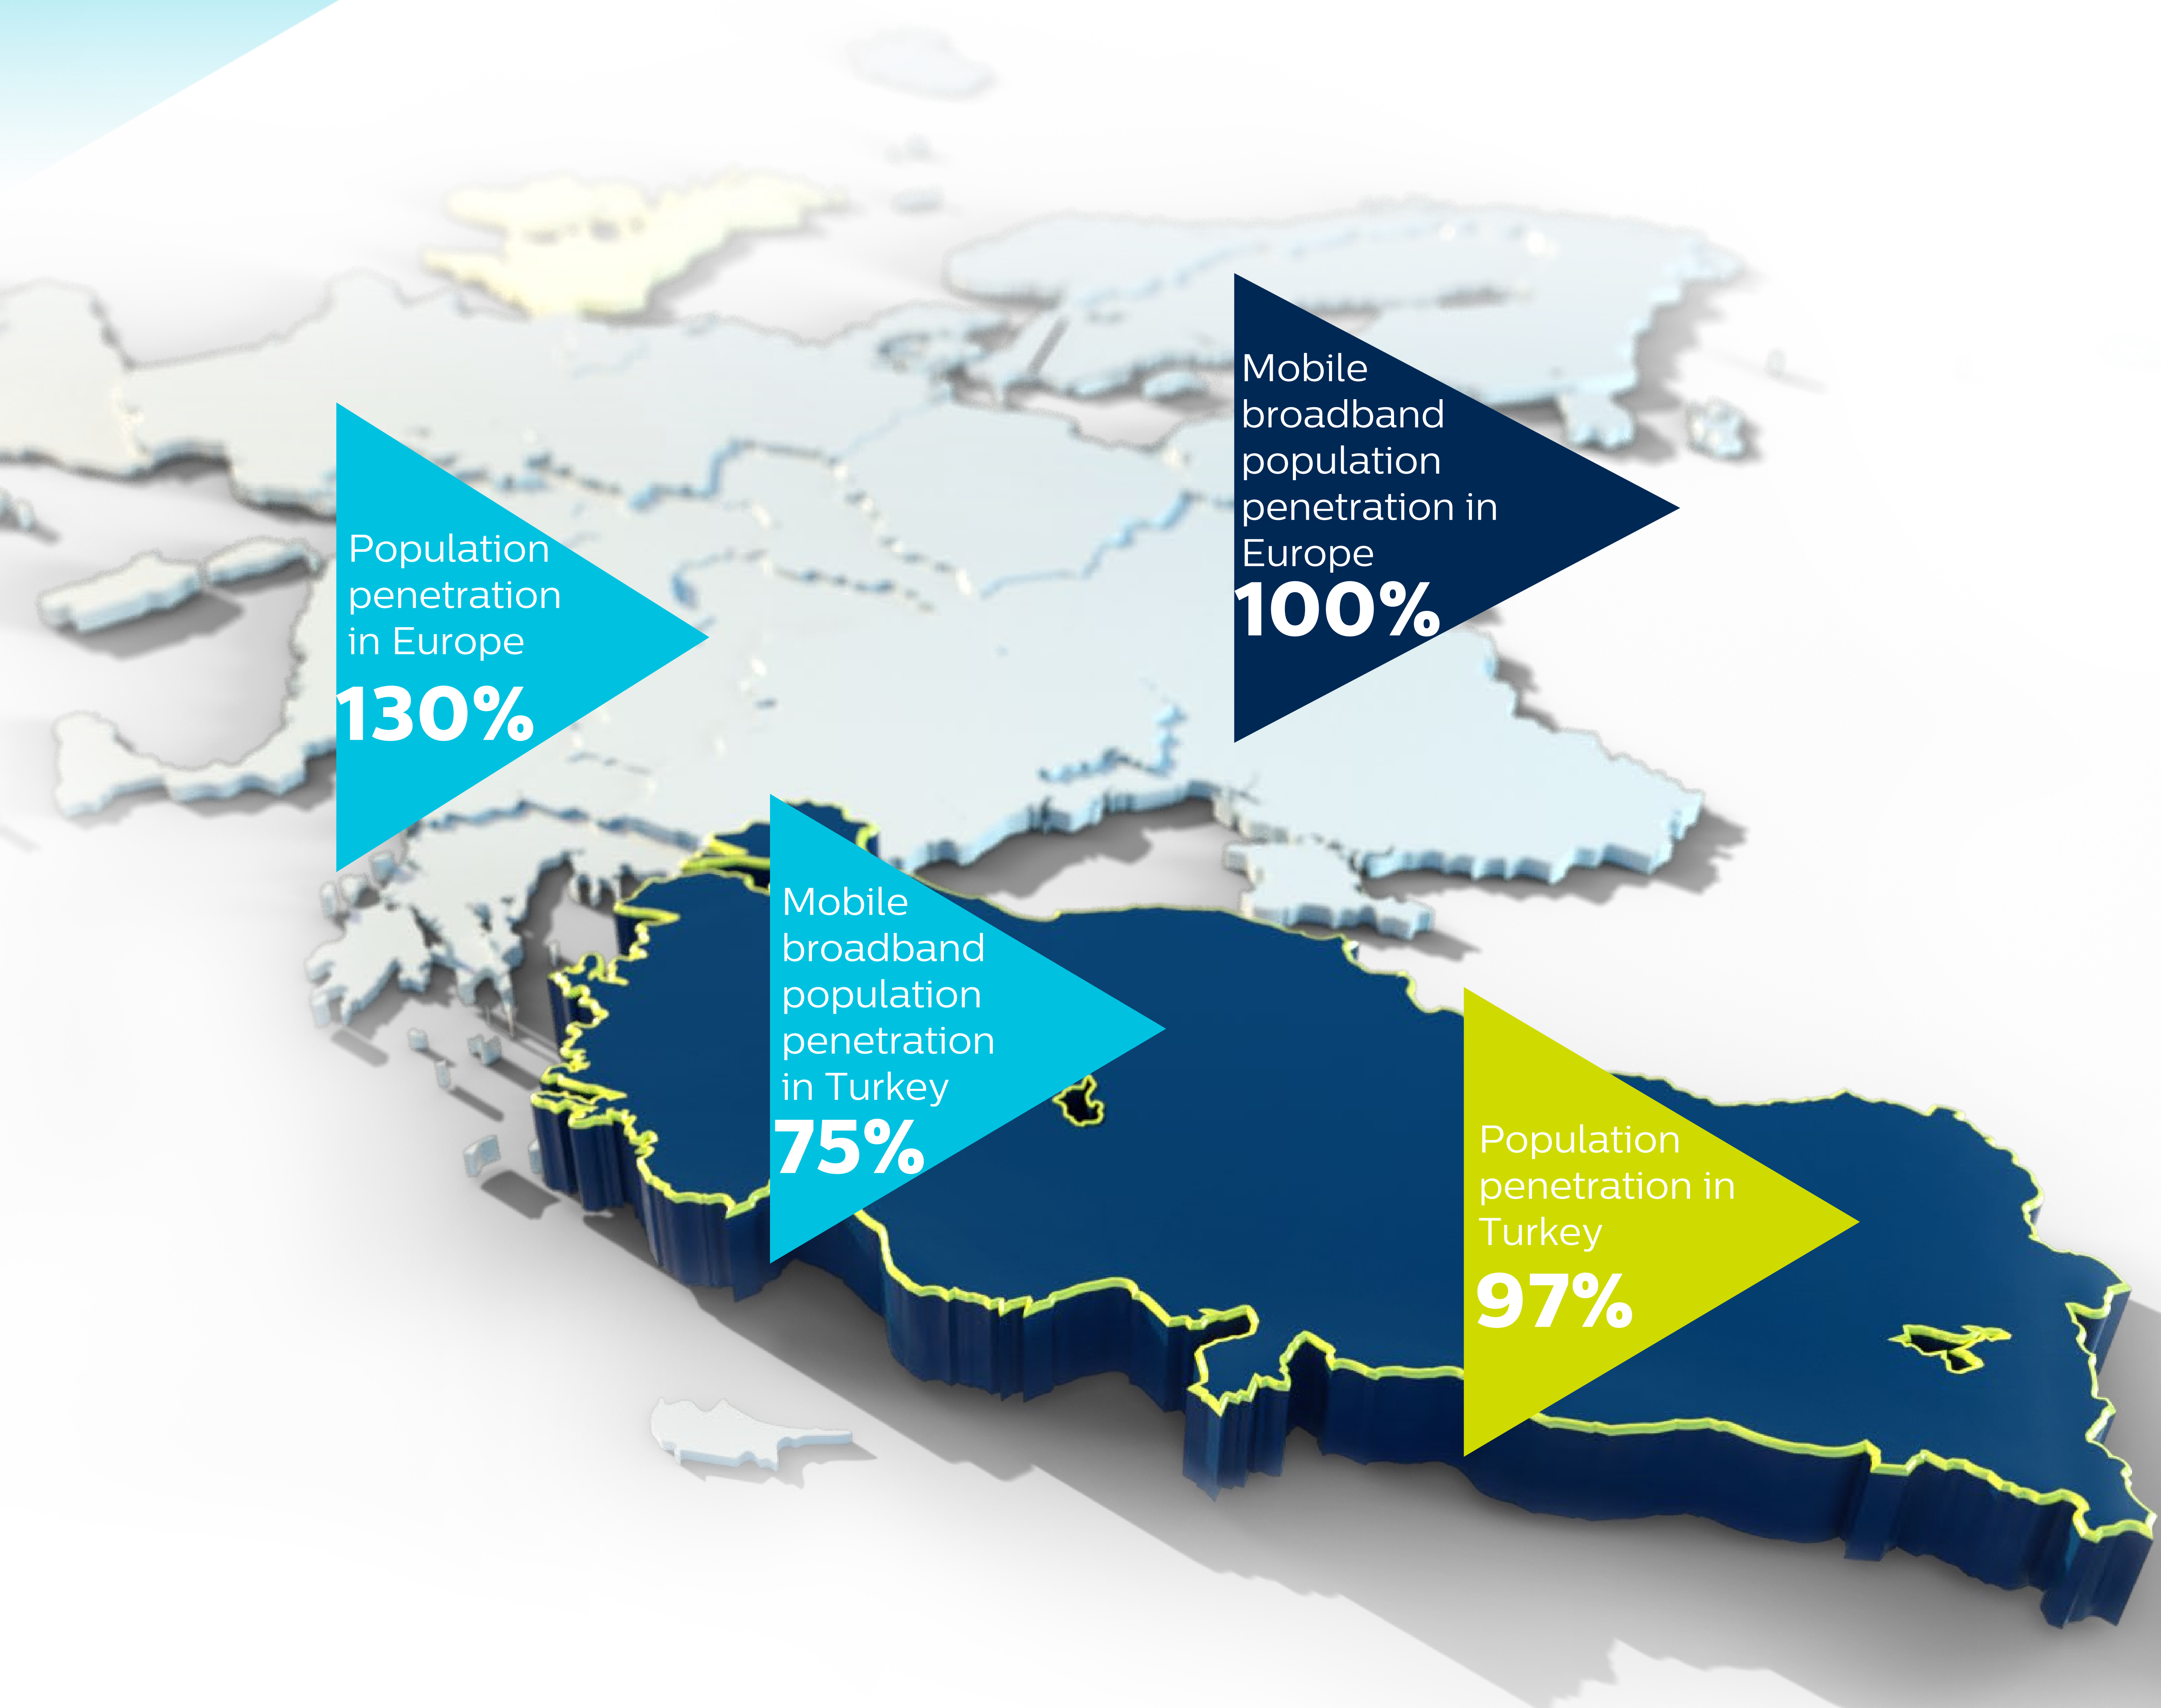 Mobile
broadband
population
penetration in
Europe
100%
Population
penetration
in Europe
130%
Mobile
broadband
population
penetration
in Turkey
75%
Population
penetration in
Turkey
97%